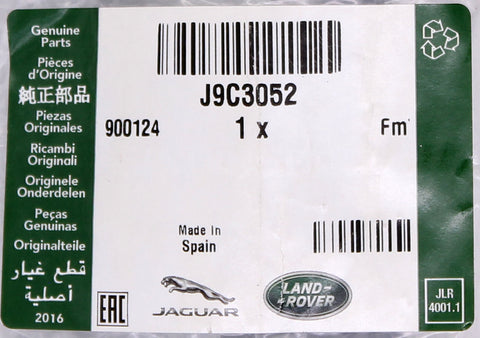 Genuine
Parts
Pièces
d'Origine
純正部品
Piezas
Originales
Ricambi
Originali
Originele
Onderdelen
Peças
Genuinas
Originalteile
قطع غيار
أصلية
2016
J9C3052
900124
1 x
Fm
Made In
Spain
EAC
JAGUAR
LAND-
-ROVER
JLR
4001.1